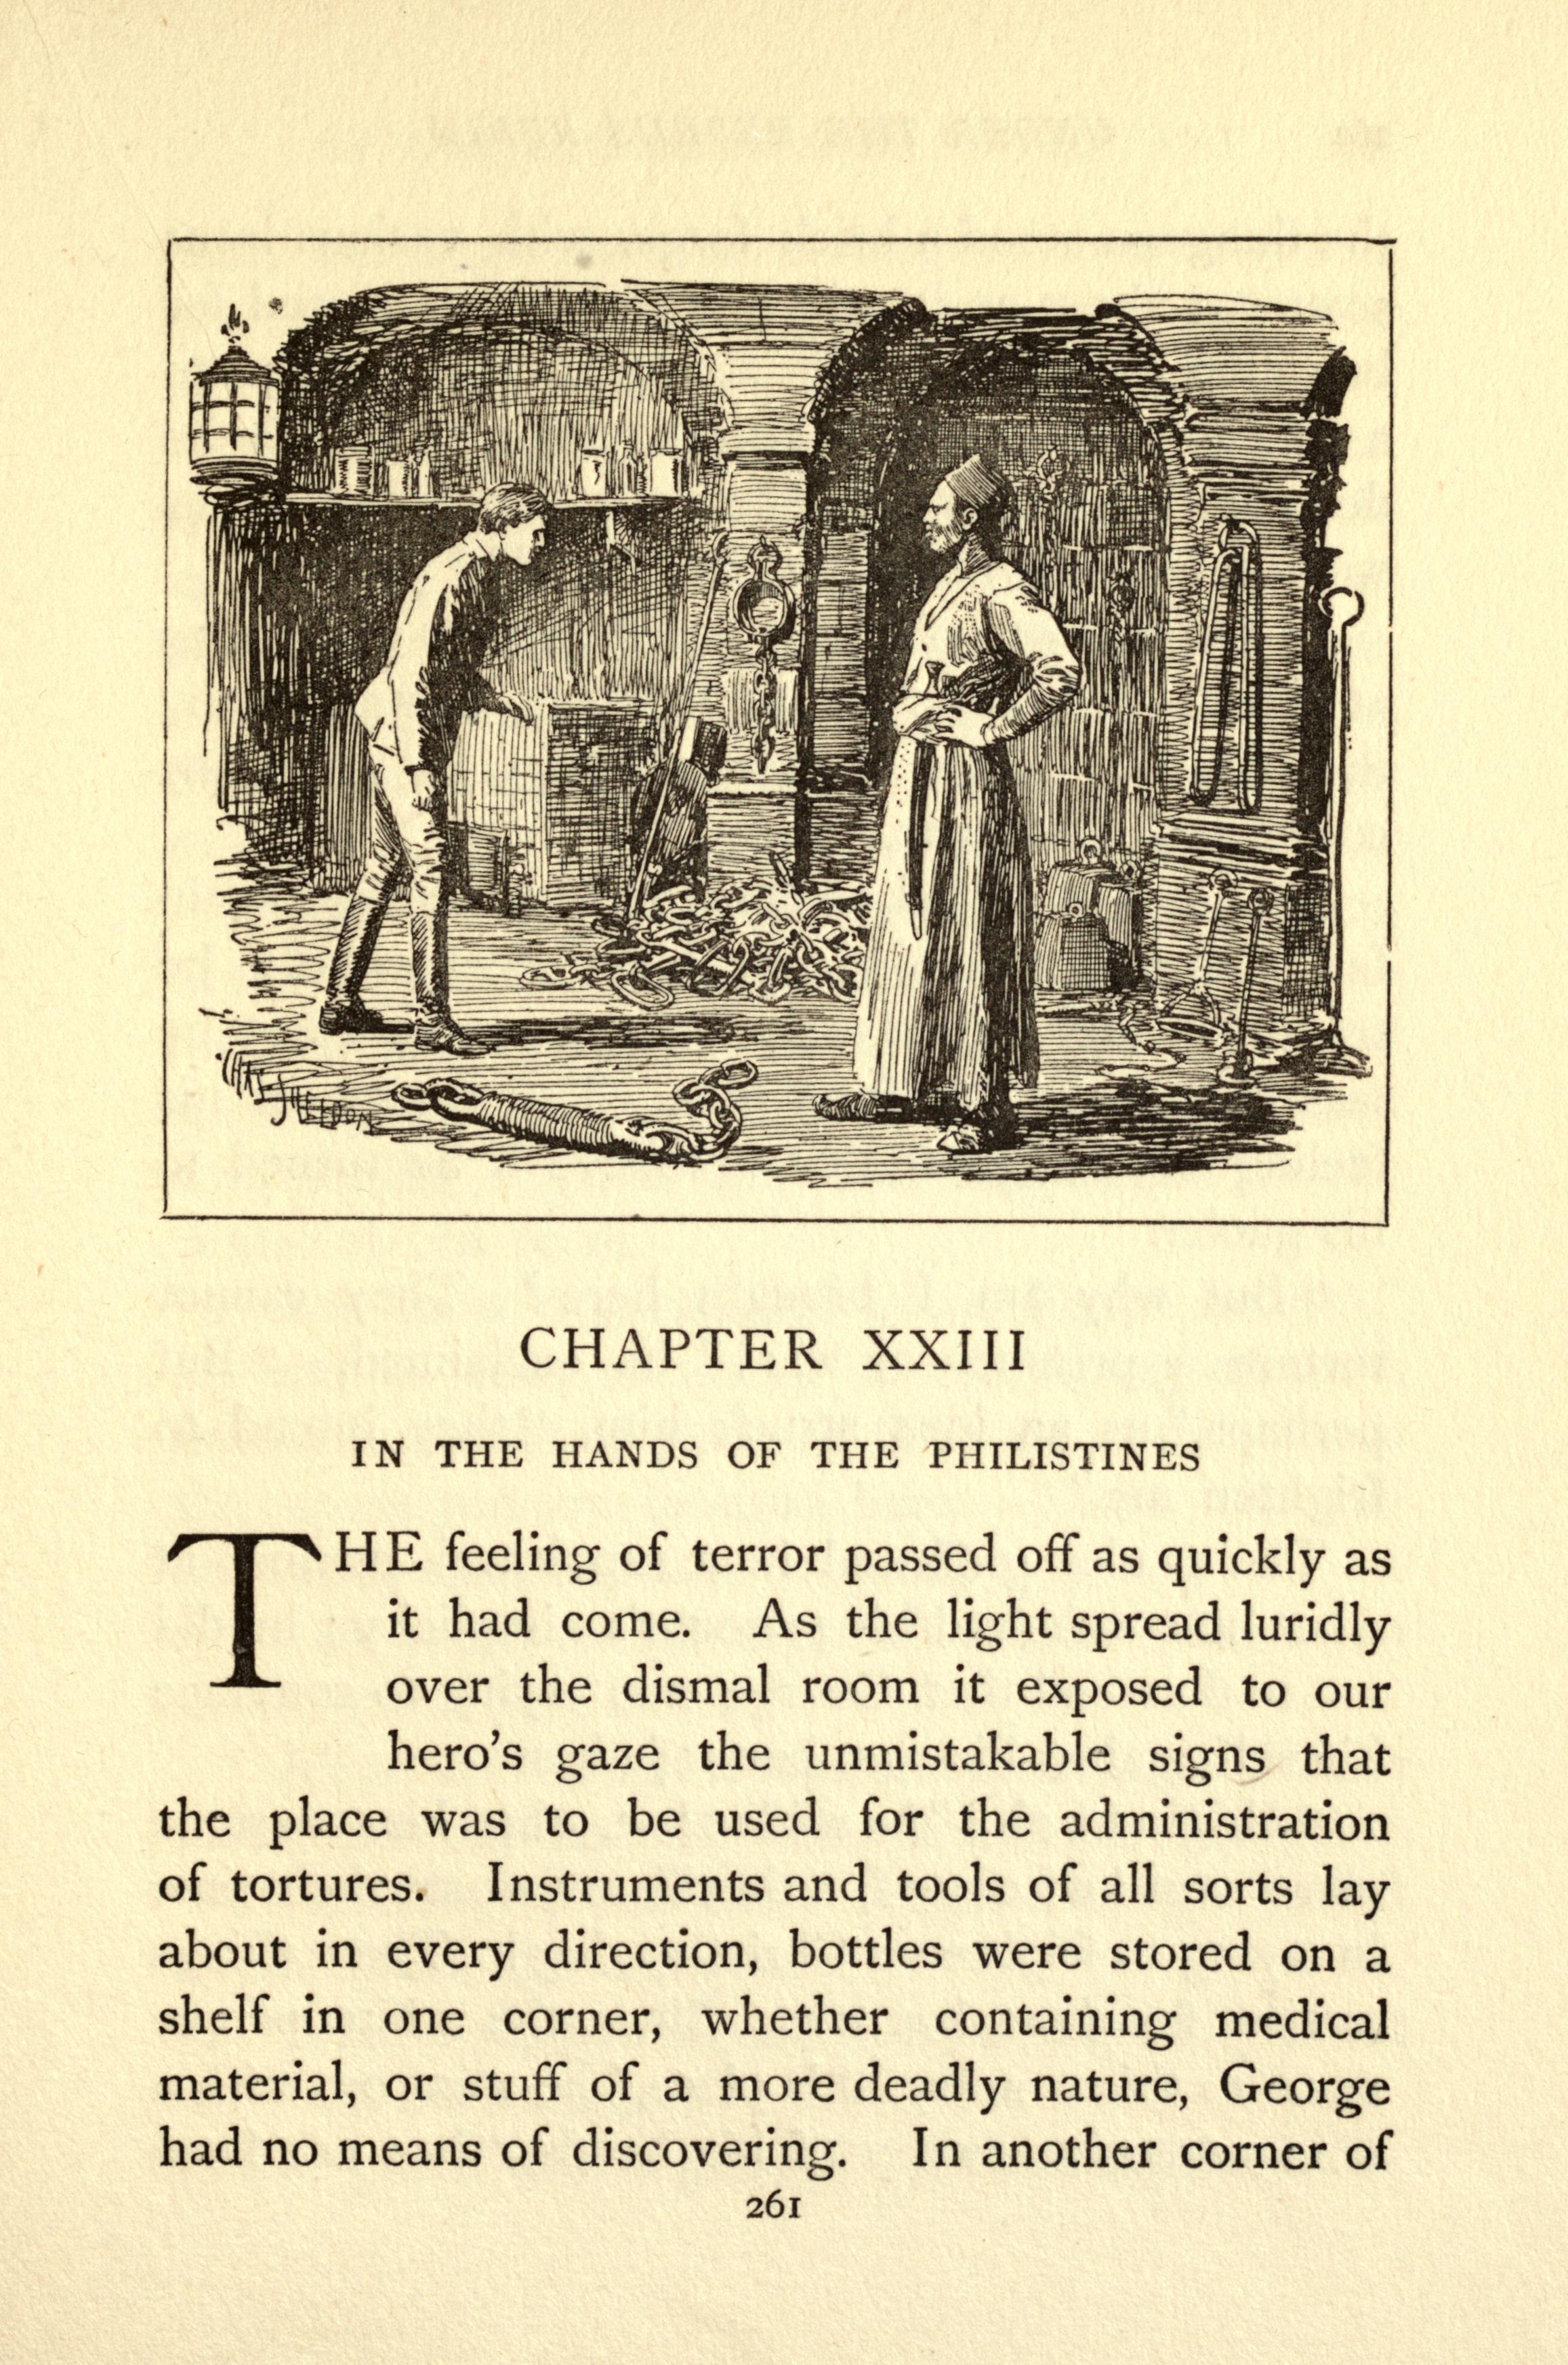 CHAS SHELDON
CHAPTER XXIII
IN THE HANDS OF THE PHILISTINES
THE feeling of terror passed off as quickly as
it had come. As the light spread luridly
over the dismal room it exposed to our
hero's gaze the unmistakable signs that
the place was to be used for the administration
of tortures. Instruments and tools of all sorts lay
about in every direction, bottles were stored on a
shelf in one corner, whether containing medical
material, or stuff of a more deadly nature, George
had no means of discovering. In another corner of
261